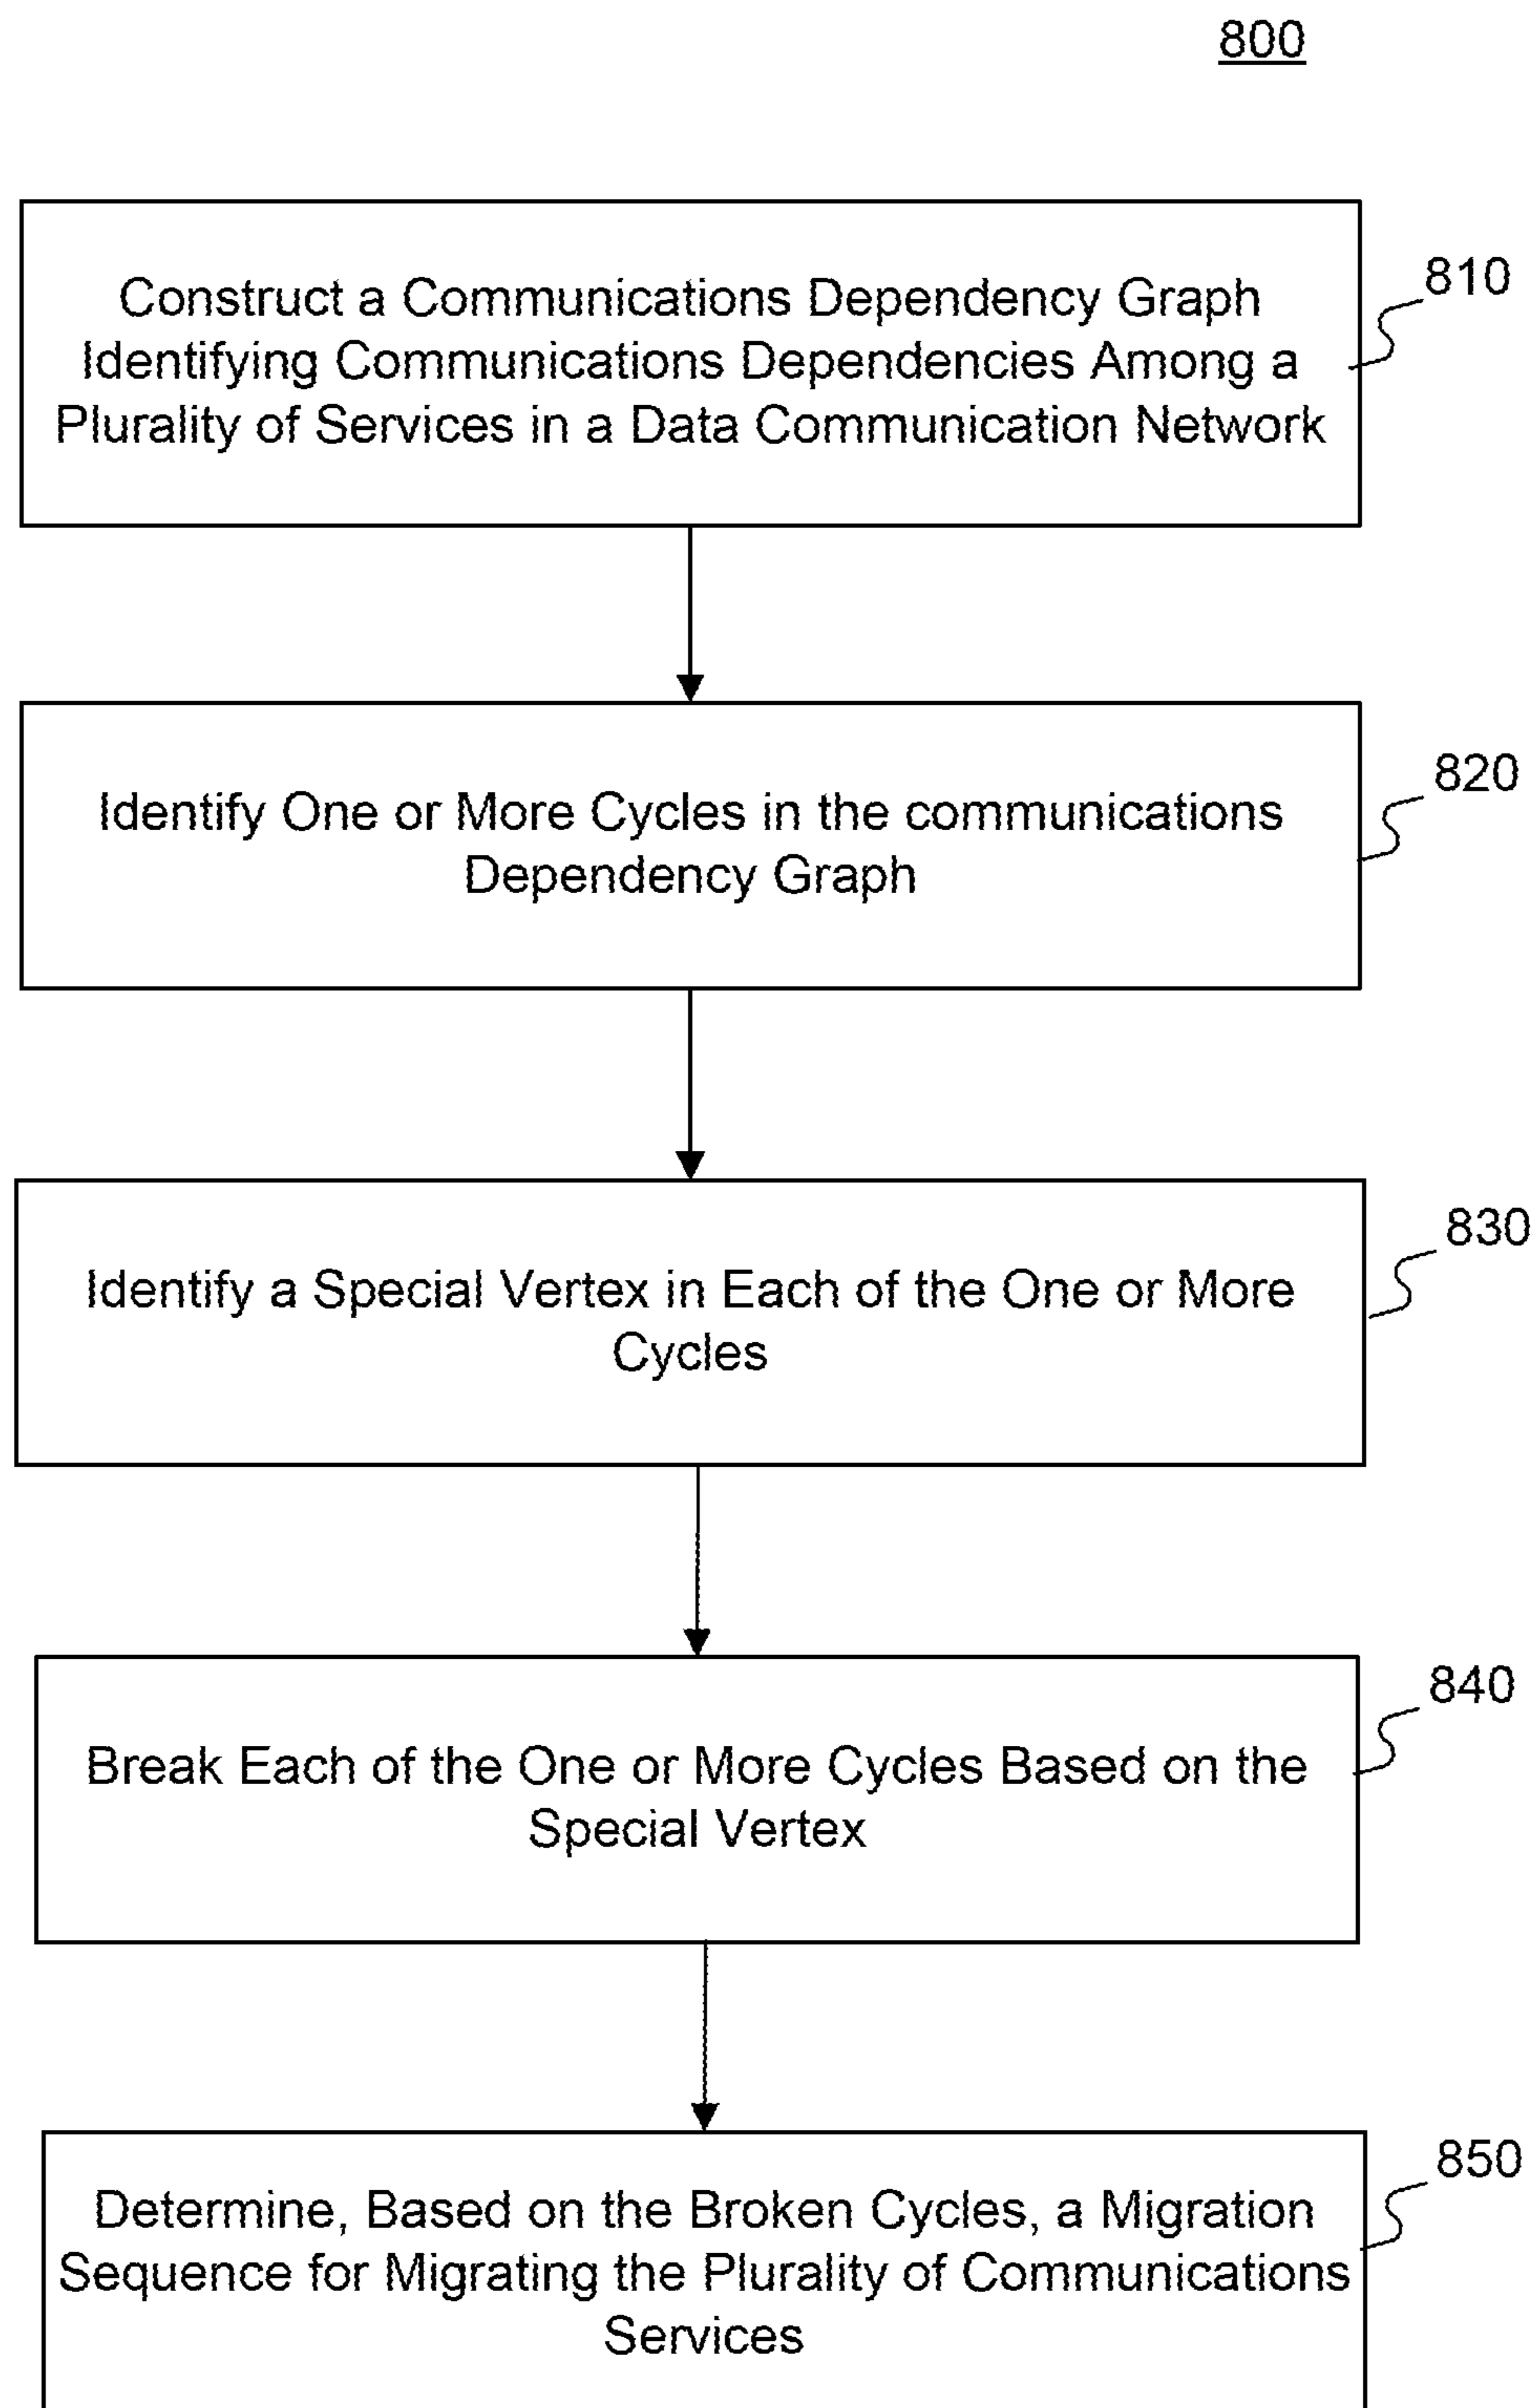 800
Construct a Communications Dependency Graph
Identifying Communications Dependencies Among a
Plurality of Services in a Data Communication Network
810
Identify One or More Cycles in the communications
Dependency Graph
820
Identify a Special Vertex in Each of the One or More
Cycles
830
Break Each of the One or More Cycles Based on the
Special Vertex
840
Determine, Based on the Broken Cycles, a Migration
Sequence for Migrating the Plurality of Communications
Services
850